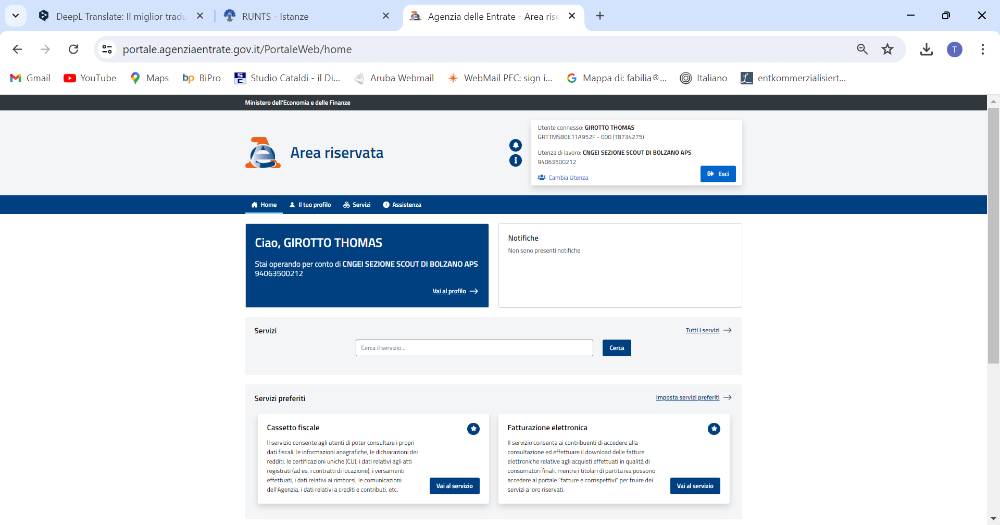 DeepL Translate: Il miglior tradu
RUNTS - Istanze
Agenzia delle Entrate - Area rise
portale.agenziaentrate.gov.it/PortaleWeb/home
T
Gmail
YouTube
Maps
bp BiPro
Studio Cataldi - il Di...
Aruba Webmail
WebMail PEC: sign i...
Mappa di: fabilia®...
Italiano
entkommerzialisiert...
Ministero dell'Economia e delle Finanze
Area riservata
Utente connesso: GIROTTO THOMAS
GRTTMS80E11A952F - 000 (T8734275)
Utenza di lavoro: CNGEI SEZIONE SCOUT DI BOLZANO APS
94063500212
Cambia Utenza
Esci
Home
Il tuo profilo
Servizi
Assistenza
Ciao, GIROTTO THOMAS
Stai operando per conto di CNGEI SEZIONE SCOUT DI BOLZANO APS
94063500212
Vai al profilo
Notifiche
Non sono presenti notifiche
Servizi
Tutti i servizi
Cerca il servizio...
Cerca
Servizi preferiti
Imposta servizi preferiti
Cassetto fiscale
Il servizio consente agli utenti di poter consultare i propri
dati fiscali: le informazioni anagrafiche, le dichiarazioni dei
redditi, le certificazioni uniche (CU), i dati relativi agli atti
registrati (ad es. i contratti di locazione), i versamenti
effettuati, i dati relativi ai rimborsi, le comunicazioni
dell'Agenzia, i dati relativi a crediti e contributi, etc.
Vai al servizio
Fatturazione elettronica
Il servizio consente ai contribuenti di accedere alla
consultazione ed effettuare il download delle fatture
elettroniche relative agli acquisti effettuati in qualità di
consumatori finali, mentre i titolari di partita iva possono
accedere al portale "fatture e corrispettivi" per fruire dei
servizi a loro riservati.
Vai al servizio